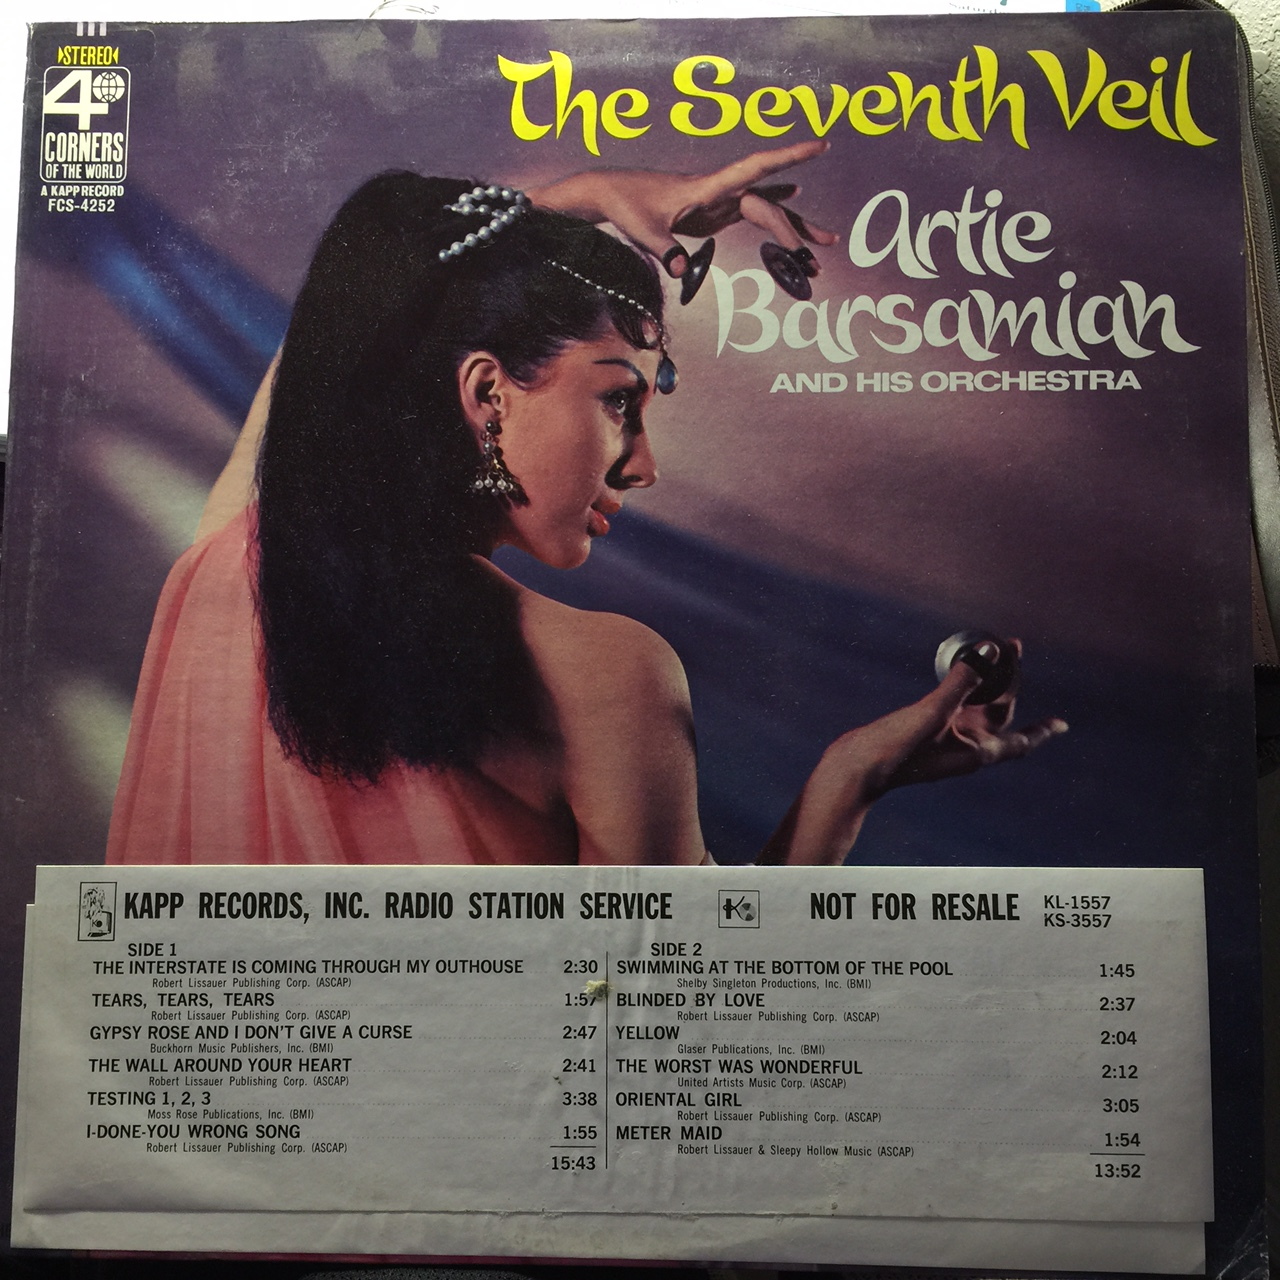 STEREO
4
CORNERS
OF THE WORLD
A KAPP RECORD
FCS-4252
The Seventh Veil
Artie
Barsamian
AND HIS ORCHESTRA
KAPP RECORDS, INC. RADIO STATION SERVICE
K
NOT FOR RESALE
KL-1557
KS-3557
SIDE 1
THE INTERSTATE IS COMING THROUGH MY OUTHOUSE 2:30
Robert Lissauer Publishing Corp. (ASCAP)
TEARS, TEARS, TEARS 1:57
Robert Lissauer Publishing Corp. (ASCAP)
GYPSY ROSE AND I DON'T GIVE A CURSE 2:47
Buckhorn Music Publishers, Inc. (BMI)
THE WALL AROUND YOUR HEART 2:41
Robert Lissauer Publishing Corp. (ASCAP)
TESTING 1, 2, 3 3:38
Moss Rose Publications, Inc. (BMI)
I-DONE-YOU WRONG SONG 1:55
Robert Lissauer Publishing Corp. (ASCAP)
15:43
SIDE 2
SWIMMING AT THE BOTTOM OF THE POOL 1:45
Shelby Singleton Productions, Inc. (BMI)
BLINDED BY LOVE 2:37
Robert Lissauer Publishing Corp. (ASCAP)
YELLOW 2:04
Glaser Publications, Inc. (BMI)
THE WORST WAS WONDERFUL 2:12
United Artists Music Corp. (ASCAP)
ORIENTAL GIRL 3:05
Robert Lissauer Publishing Corp. (ASCAP)
METER MAID 1:54
Robert Lissauer & Sleepy Hollow Music (ASCAP)
13:52